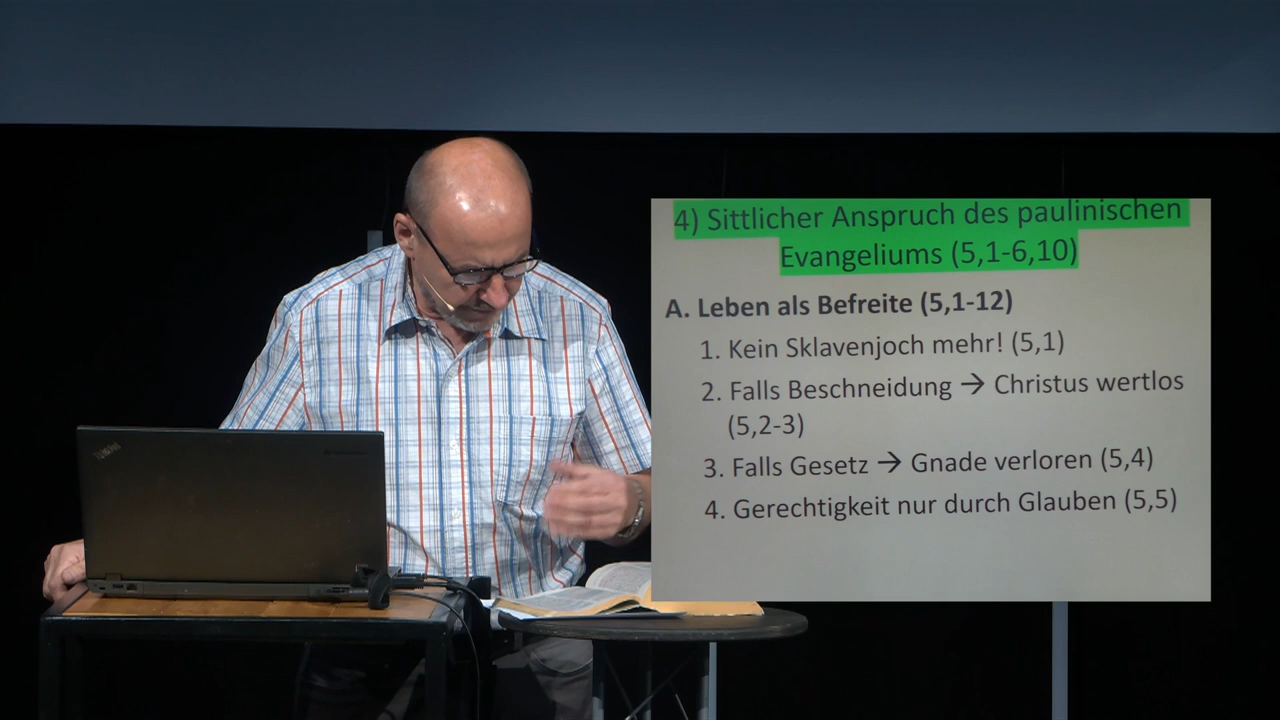 4) Sittlicher Anspruch des paulinischen
Evangeliums (5,1-6,10)
A. Leben als Befreite (5,1-12)
1. Kein Sklavenjoch mehr! (5,1)
2. Falls Beschneidung → Christus wertlos
(5,2-3)
3. Falls Gesetz → Gnade verloren (5,4)
4. Gerechtigkeit nur durch Glauben (5,5)
ThinkPad